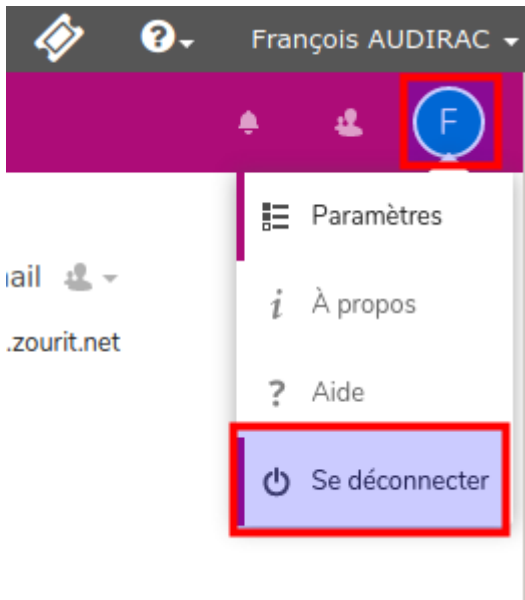 François AUDIRAC
F
Paramètres
ail
À propos
.zourit.net
Aide
Se déconnecter